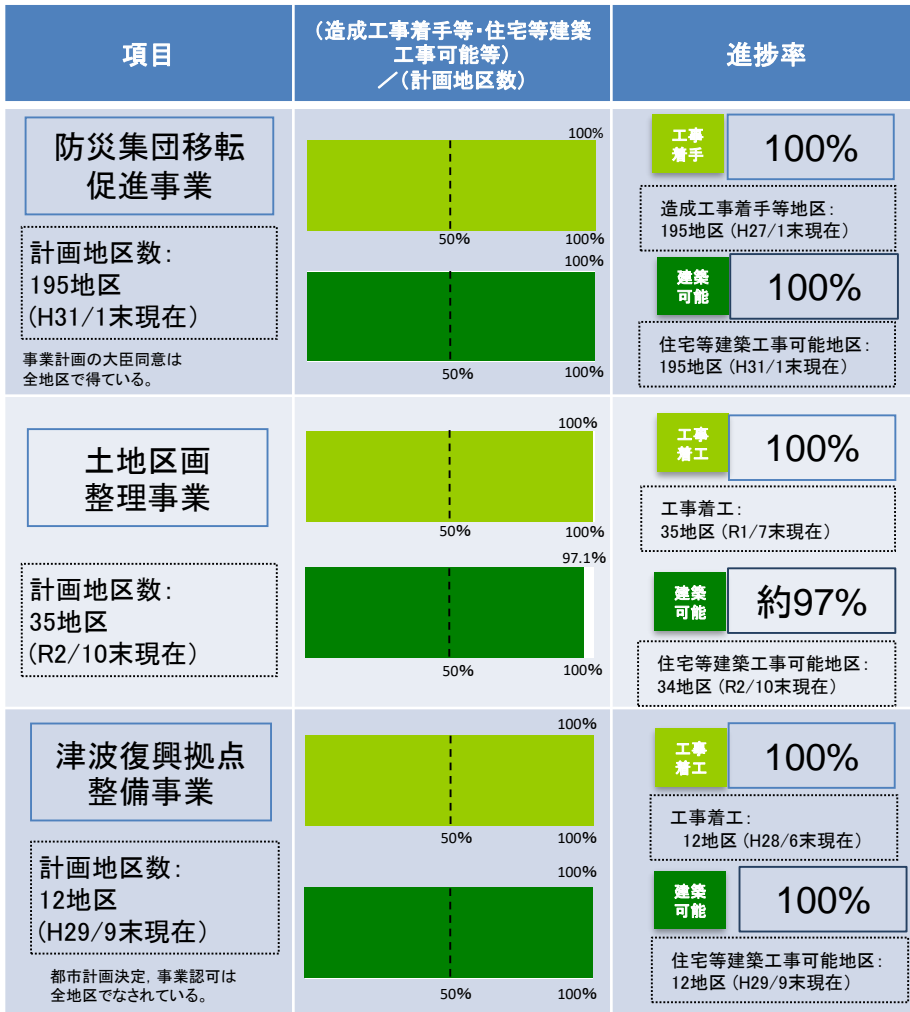 項目
(造成工事着手等・住宅等建築
工事可能等)
／(計画地区数)
進捗率
防災集団移転
促進事業
計画地区数：
195地区
(H31/1末現在)
事業計画の大臣同意は
全地区で得ている。
100%
50%
100%
100%
50%
100%
工事
着手
100%
造成工事着手等地区：
195地区 (H27/1末現在)
建築
可能
100%
住宅等建築工事可能地区：
195地区 (H31/1末現在)
土地区画
整理事業
計画地区数：
35地区
(R2/10末現在)
100%
50%
100%
97.1%
50%
100%
工事
着工
100%
工事着工：
35地区 (R1/7末現在)
建築
可能
約97%
住宅等建築工事可能地区：
34地区 (R2/10末現在)
津波復興拠点
整備事業
計画地区数：
12地区
(H29/9末現在)
都市計画決定，事業認可は
全地区でなされている。
100%
50%
100%
100%
50%
100%
工事
着工
100%
工事着工：
12地区 (H28/6末現在)
建築
可能
100%
住宅等建築工事可能地区：
12地区 (H29/9末現在)